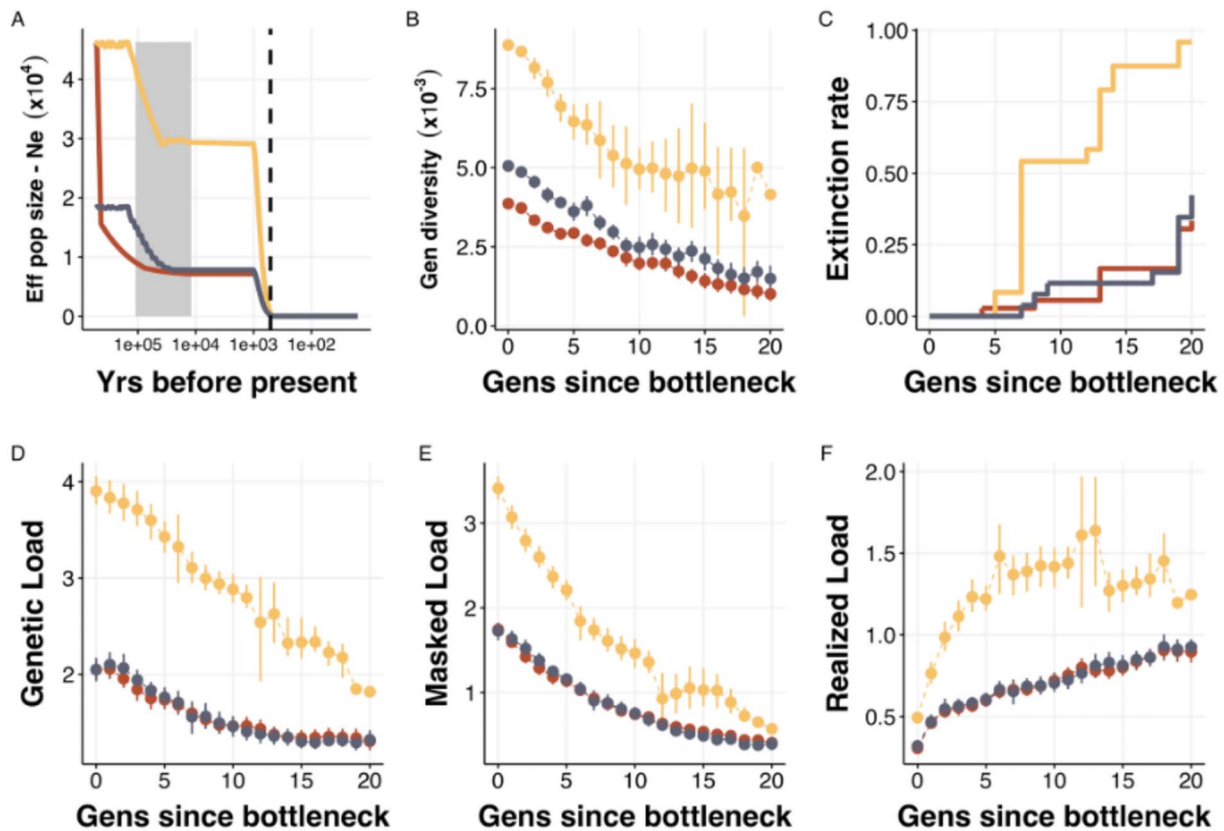 A
Eff pop size - Ne (x10⁴)
4
3
2
1
0
1e+05 1e+04 1e+03 1e+02
Yrs before present
B
Gen diversity (x10⁻³)
7.5
5.0
2.5
0.0
0 5 10 15 20
Gens since bottleneck
C
Extinction rate
1.00
0.75
0.50
0.25
0.00
0 5 10 15 20
Gens since bottleneck
D
Genetic Load
4
3
2
0 5 10 15 20
Gens since bottleneck
E
Masked Load
3
2
1
0 5 10 15 20
Gens since bottleneck
F
Realized Load
2.0
1.5
1.0
0.5
0 5 10 15 20
Gens since bottleneck